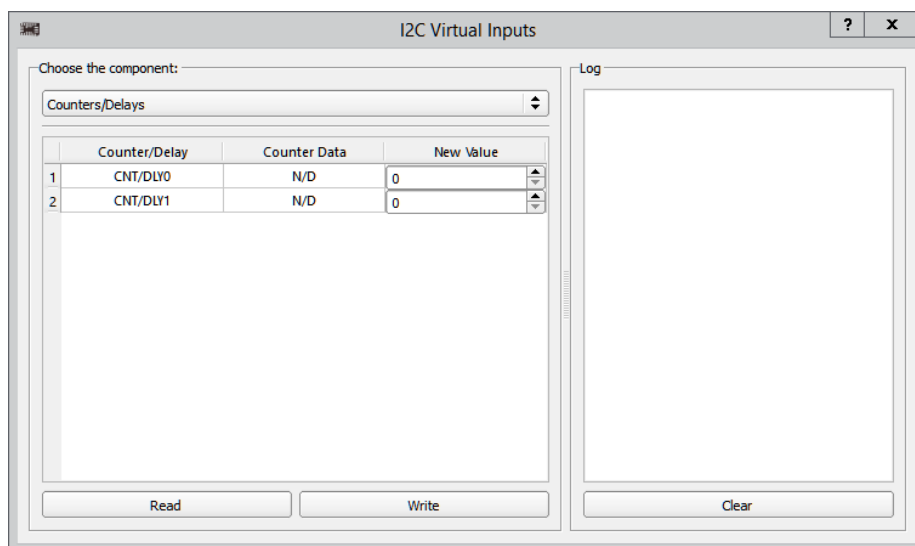 I2C Virtual Inputs
? x
Choose the component:
Counters/Delays
Counter/Delay Counter Data New Value
1 CNT/DLY0 N/D 0
2 CNT/DLY1 N/D 0
Read Write
Log
Clear